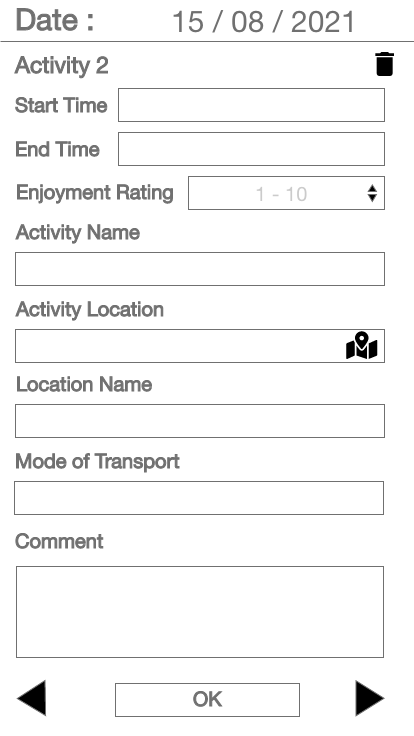 Date : 15 / 08 / 2021
Activity 2
Start Time
End Time
Enjoyment Rating 1 - 10
Activity Name
Activity Location
Location Name
Mode of Transport
Comment
OK